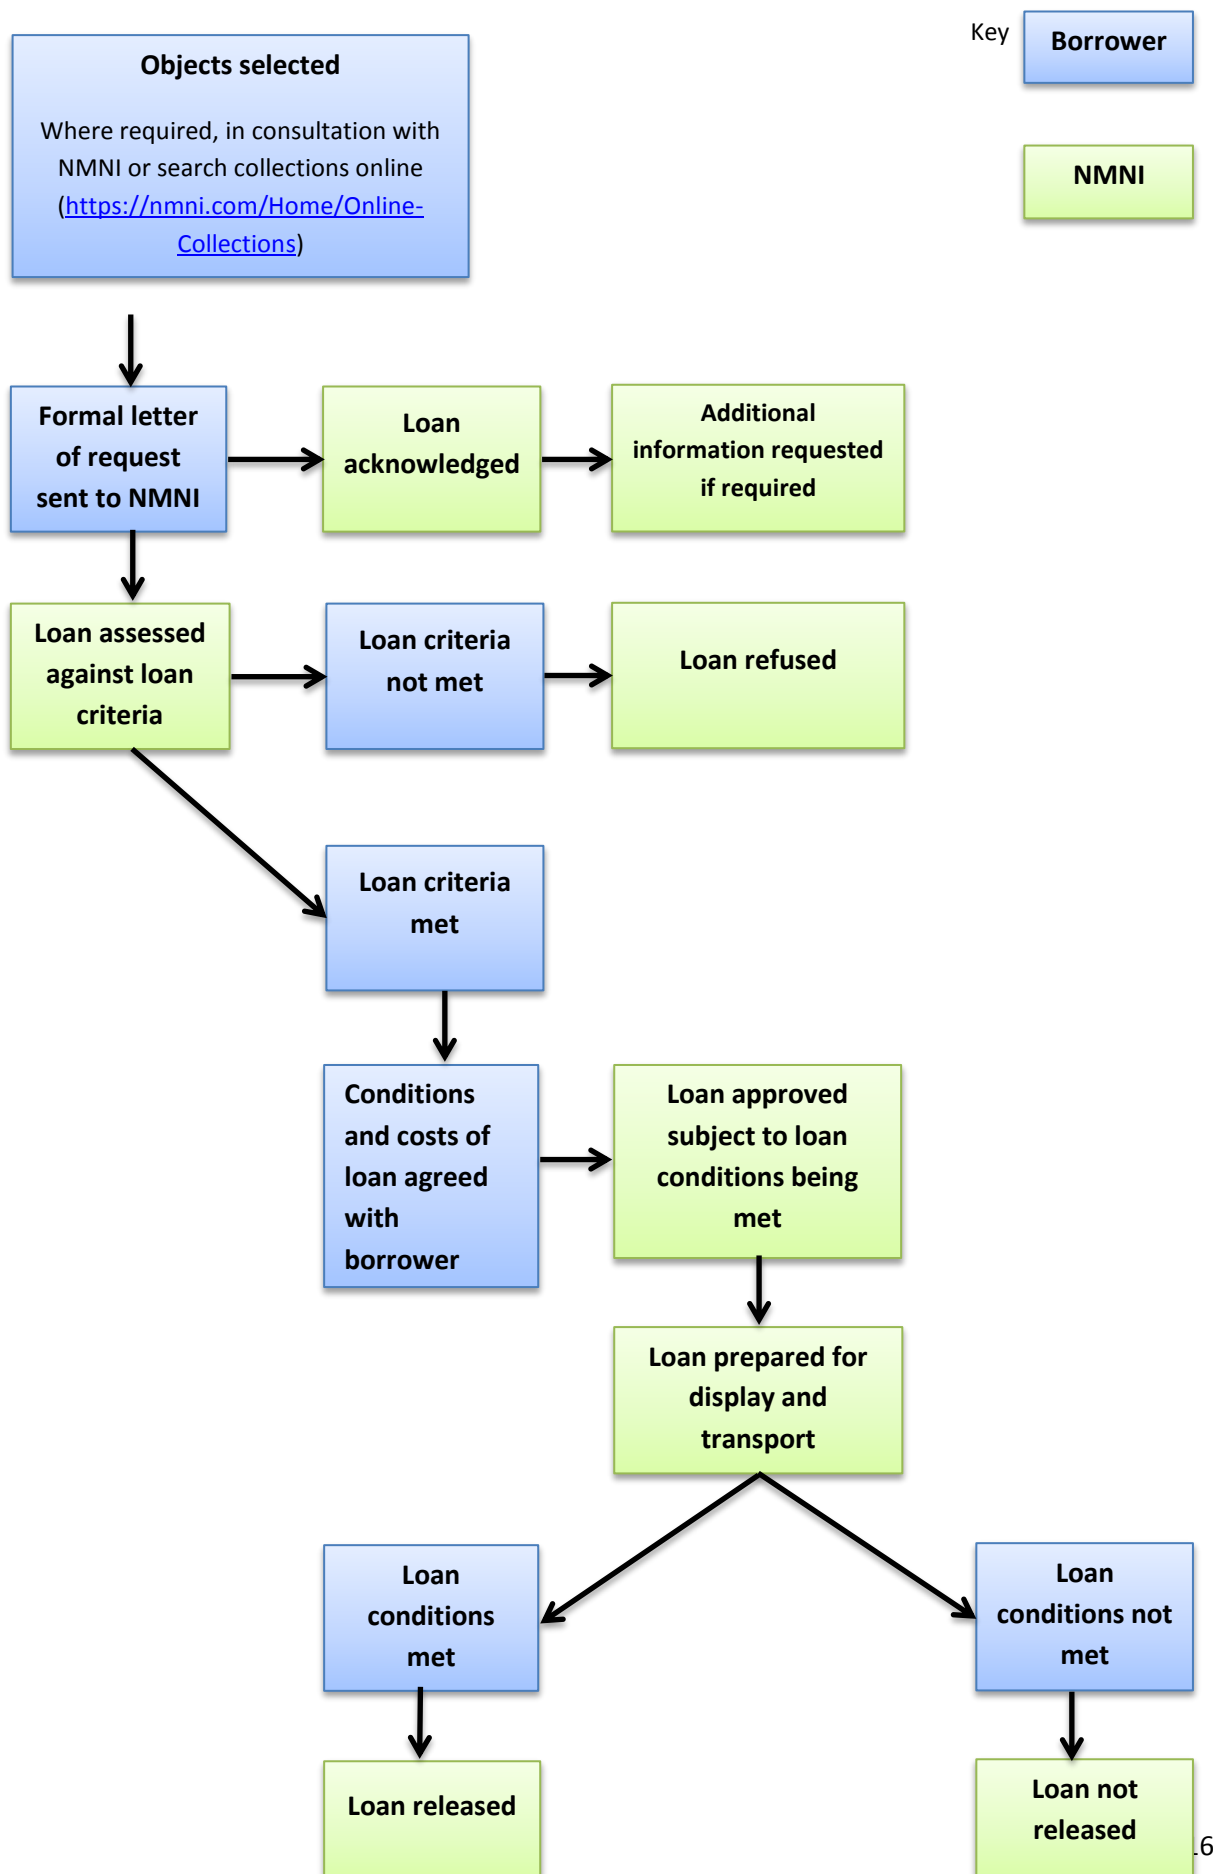 Key
Borrower
NMNI
Objects selected
Where required, in consultation with
NMNI or search collections online
(https://nmni.com/Home/Online-
Collections)
Formal letter
of request
sent to NMNI
Loan
acknowledged
Additional
information requested
if required
Loan assessed
against loan
criteria
Loan criteria
not met
Loan refused
Loan criteria
met
Conditions
and costs of
loan agreed
with
borrower
Loan approved
subject to loan
conditions being
met
Loan prepared for
display and
transport
Loan
conditions
met
Loan
conditions not
met
Loan released
Loan not
released